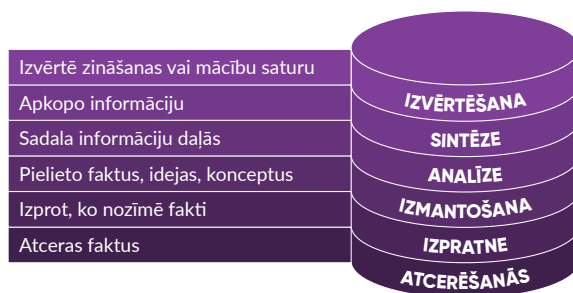 Izvērtē zināšanas vai mācību saturu
Apkopo informāciju
Sadala informāciju daļās
Pielieto faktus, idejas, konceptus
Izprot, ko nozīmē fakti
Atceras faktus
IZVĒRTĒŠANA
SINTĒZE
ANALĪZE
IZMANTOŠANA
IZPRATNE
ATCERĒŠANĀS